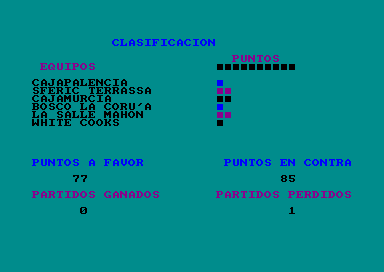 CLASIFICACION
PUNTOS
EQUIPOS
CAJAPALENCIA
SFERIC TERRASSA
CAJAMURCIA
BOSCO LA CORU'A
LA SALLE MAHON
WHITE COOKS
PUNTOS A FAVOR PUNTOS EN CONTRA
77 85
PARTIDOS GANADOS PARTIDOS PERDIDOS
0 1